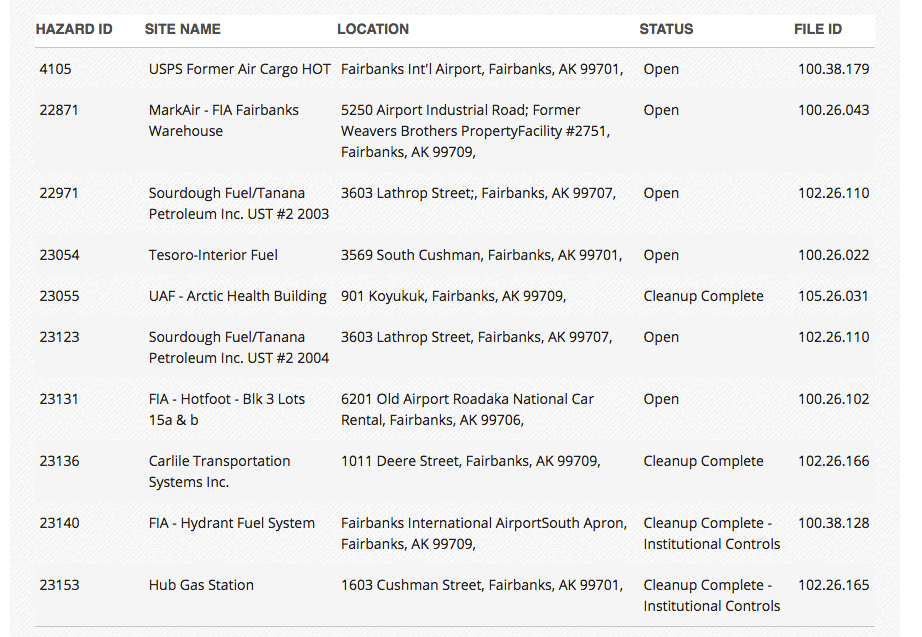 HAZARD ID SITE NAME LOCATION STATUS FILE ID
4105 USPS Former Air Cargo HOT Fairbanks Int'l Airport, Fairbanks, AK 99701, Open 100.38.179
22871 MarkAir - FIA Fairbanks 5250 Airport Industrial Road; Former Open 100.26.043
Warehouse Weavers Brothers PropertyFacility #2751,
Fairbanks, AK 99709,
22971 Sourdough Fuel/Tanana 3603 Lathrop Street;, Fairbanks, AK 99707, Open 102.26.110
Petroleum Inc. UST #2 2003
23054 Tesoro-Interior Fuel 3569 South Cushman, Fairbanks, AK 99701, Open 100.26.022
23055 UAF - Arctic Health Building 901 Koyukuk, Fairbanks, AK 99709, Cleanup Complete 105.26.031
23123 Sourdough Fuel/Tanana 3603 Lathrop Street, Fairbanks, AK 99707, Open 102.26.110
Petroleum Inc. UST #2 2004
23131 FIA - Hotfoot - Blk 3 Lots 6201 Old Airport Roadaka National Car Open 100.26.102
15a & b Rental, Fairbanks, AK 99706,
23136 Carlile Transportation 1011 Deere Street, Fairbanks, AK 99709, Cleanup Complete 102.26.166
Systems Inc.
23140 FIA - Hydrant Fuel System Fairbanks International AirportSouth Apron, Cleanup Complete - 100.38.128
Fairbanks, AK 99709, Institutional Controls
23153 Hub Gas Station 1603 Cushman Street, Fairbanks, AK 99701, Cleanup Complete - 102.26.165
Institutional Controls